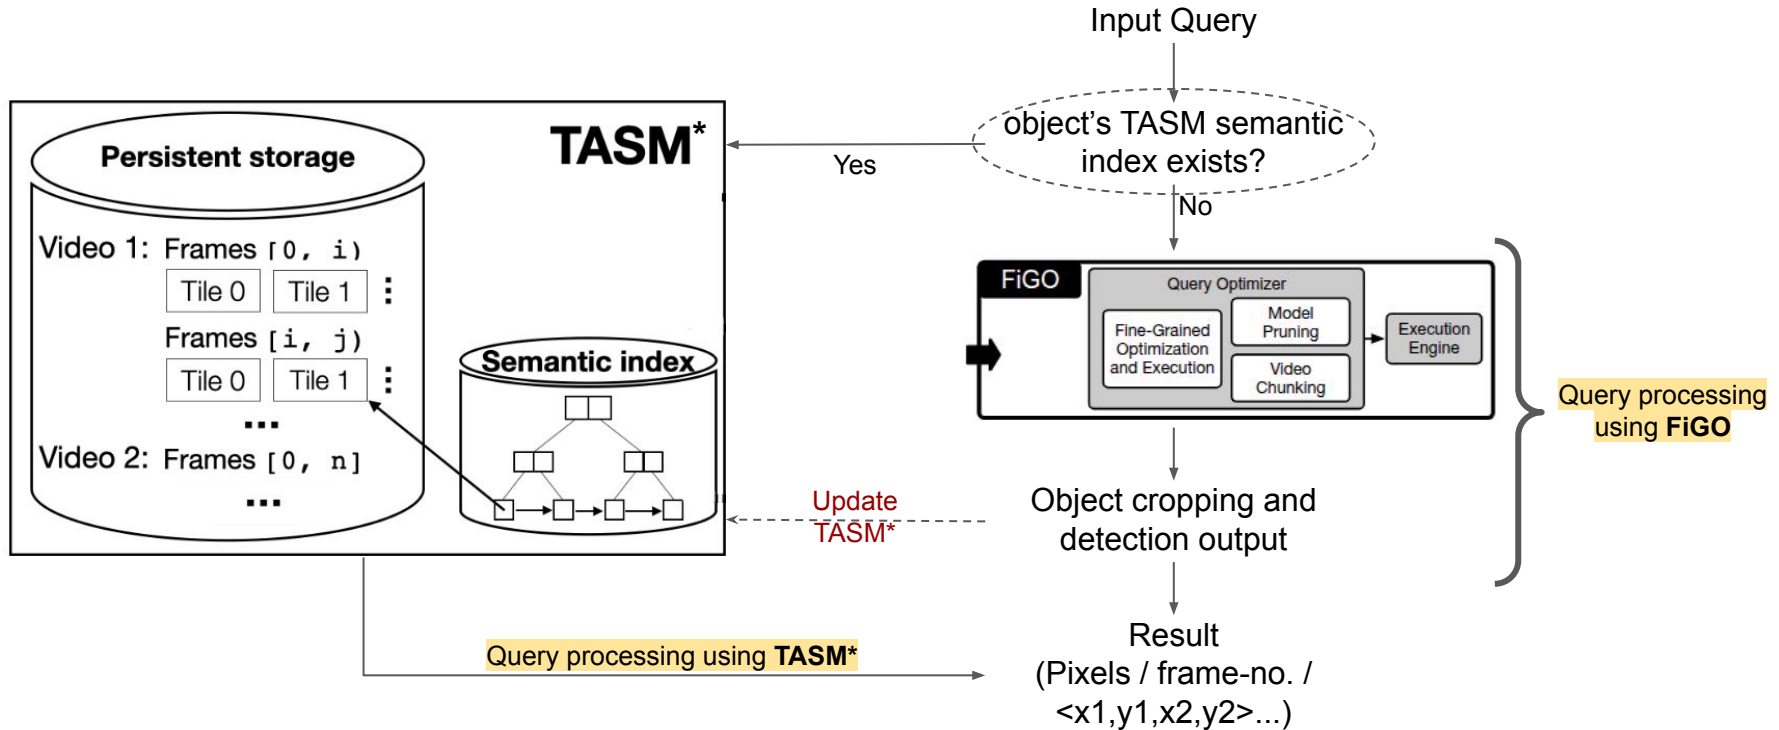 Input Query
object's TASM semantic
index exists?
Yes
No
TASM*
Persistent storage
Video 1: Frames [0, i)
Tile 0 Tile 1 ⋮
Frames [i, j)
Tile 0 Tile 1 ⋮
...
Video 2: Frames [0, n]
...
Semantic index
FiGO
Query Optimizer
Fine-Grained
Optimization
and Execution
Model
Pruning
Video
Chunking
Execution
Engine
Query processing
using FiGO
Update
TASM*
Object cropping and
detection output
Query processing using TASM*
Result
(Pixels / frame-no. /
<x1,y1,x2,y2>...)